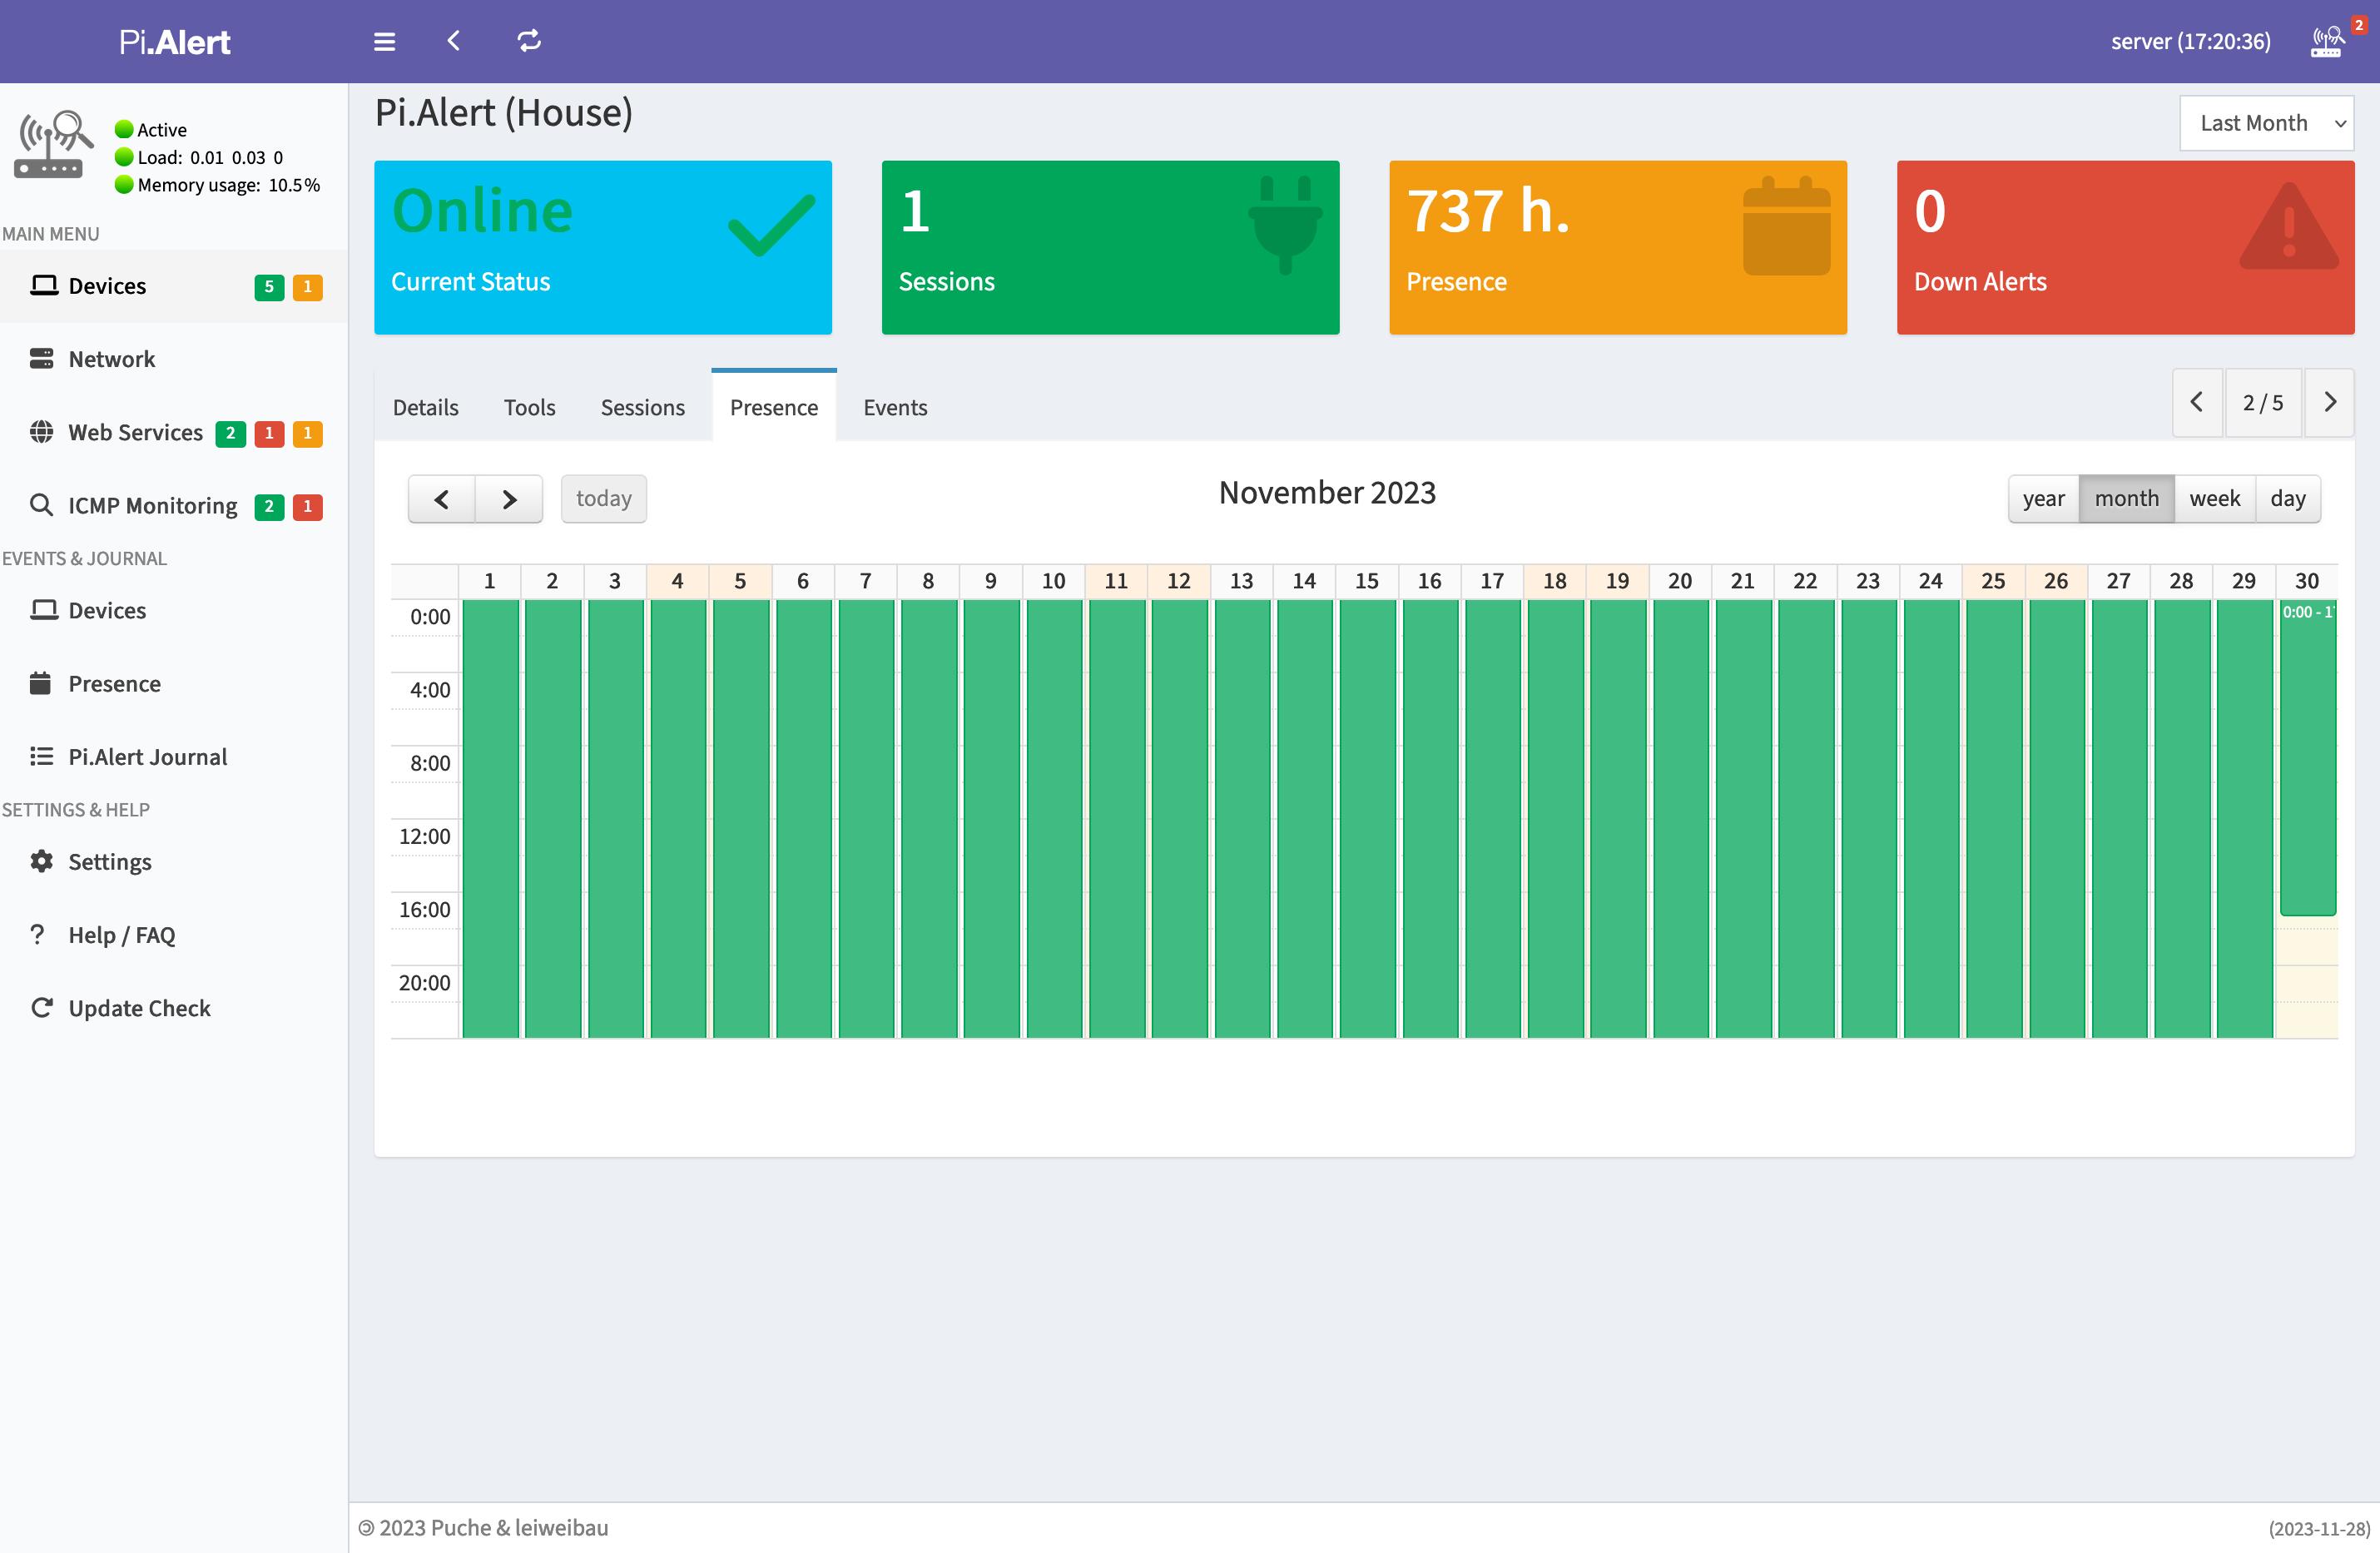 Pi.Alert
server (17:20:36)
2
Active
Load: 0.01 0.03 0
Memory usage: 10.5%
MAIN MENU
Devices 5 1
Network
Web Services 2 1 1
ICMP Monitoring 2 1
EVENTS & JOURNAL
Devices
Presence
Pi.Alert Journal
SETTINGS & HELP
Settings
Help / FAQ
Update Check
Pi.Alert (House)
Last Month
Online
Current Status
1
Sessions
737 h.
Presence
0
Down Alerts
Details Tools Sessions Presence Events
2 / 5
today
November 2023
year month week day
1 2 3 4 5 6 7 8 9 10 11 12 13 14 15 16 17 18 19 20 21 22 23 24 25 26 27 28 29 30
0:00
0:00 - 1
4:00
8:00
12:00
16:00
20:00
🄯 2023 Puche & leiweibau
(2023-11-28)